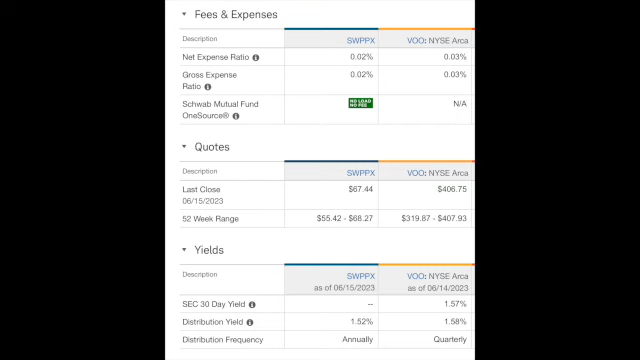 Fees & Expenses
Description SWPPX VOO: NYSE Arca
Net Expense Ratio 0.02% 0.03%
Gross Expense 0.02% 0.03%
Ratio
Schwab Mutual Fund NO LOAD N/A
OneSource® NO FEE
Quotes
Description SWPPX VOO: NYSE Arca
Last Close $67.44 $406.75
06/15/2023
52 Week Range $55.42 - $68.27 $319.87 - $407.93
Yields
Description SWPPX VOO: NYSE Arca
as of 06/15/2023 as of 06/14/2023
SEC 30 Day Yield -- 1.57%
Distribution Yield 1.52% 1.58%
Distribution Frequency Annually Quarterly